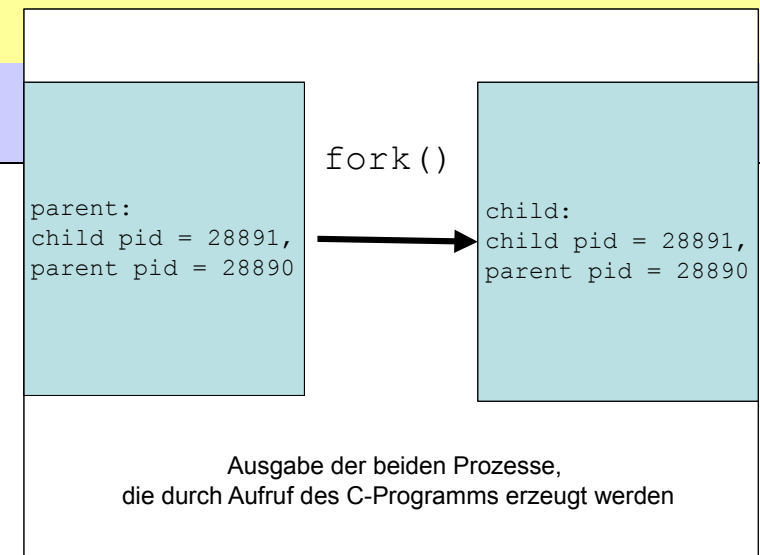 fork()
parent:
child pid = 28891,
parent pid = 28890
child:
child pid = 28891,
parent pid = 28890
Ausgabe der beiden Prozesse,
die durch Aufruf des C-Programms erzeugt werden